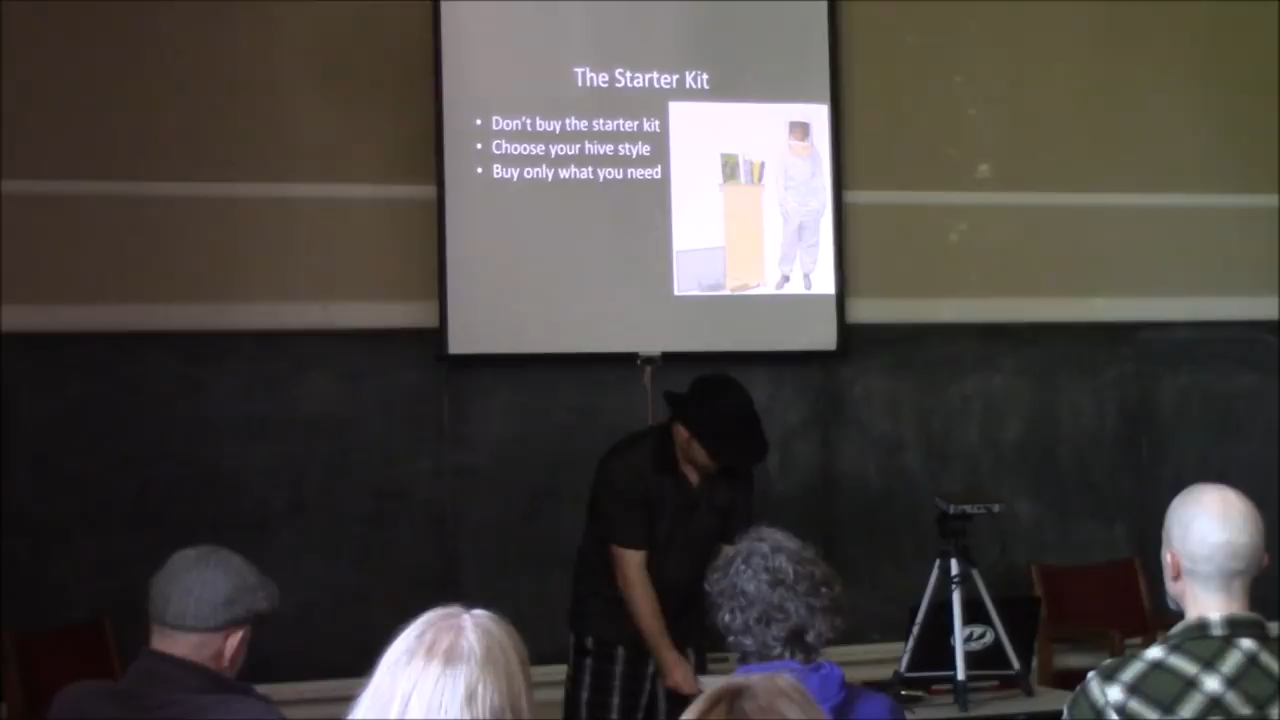 The Starter Kit
• Don't buy the starter kit
• Choose your hive style
• Buy only what you need